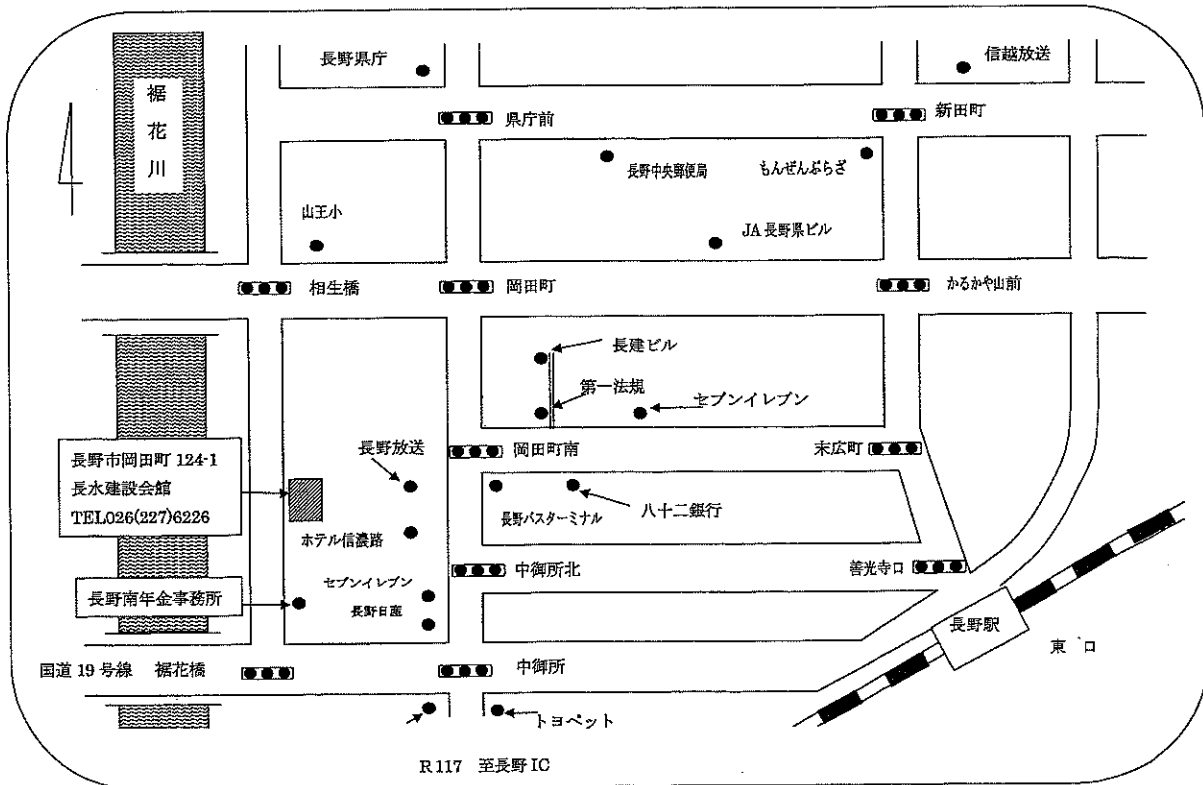 長野県庁
信越放送
裾花川
県庁前
新田町
長野中央郵便局
もんぜんぷらざ
山王小
JA長野県ビル
相生橋
岡田町
かるかや山前
長建ビル
第一法規
セブンイレブン
長野市岡田町 124-1
長水建設会館
TEL026(227)6226
長野放送
岡田町南
末広町
長野バスターミナル
八十二銀行
ホテル信濃路
中御所北
善光寺口
セブンイレブン
長野南年金事務所
長野日産
長野駅
東 口
国道 19 号線 裾花橋
中御所
トヨペット
R117 至長野 IC